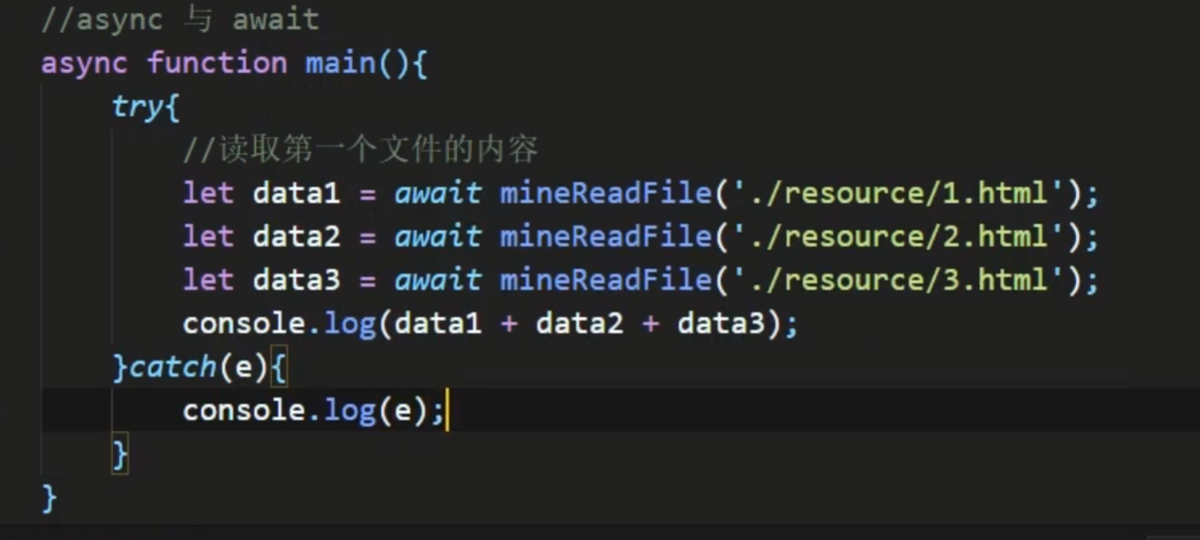 //async 与 await
async function main(){
try{
//读取第一个文件的内容
let data1 = await mineReadFile('./resource/1.html');
let data2 = await mineReadFile('./resource/2.html');
let data3 = await mineReadFile('./resource/3.html');
console.log(data1 + data2 + data3);
}catch(e){
console.log(e);
}
}